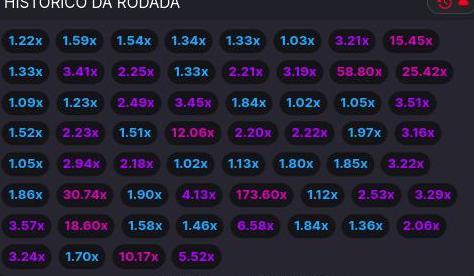 HISTÓRICO DA RODADA
1.22x 1.59x 1.54x 1.34x 1.33x 1.03x 3.21x 15.45x
1.33x 3.41x 2.25x 1.33x 2.21x 3.19x 58.80x 25.42x
1.09x 1.23x 2.49x 3.45x 1.84x 1.02x 1.05x 3.51x
1.52x 2.23x 1.51x 12.06x 2.20x 2.22x 1.97x 3.16x
1.05x 2.94x 2.18x 1.02x 1.13x 1.80x 1.85x 3.22x
1.86x 30.74x 1.90x 4.13x 173.60x 1.12x 2.53x 3.29x
3.57x 18.60x 1.58x 1.46x 6.58x 1.84x 1.36x 2.06x
3.24x 1.70x 10.17x 5.52x